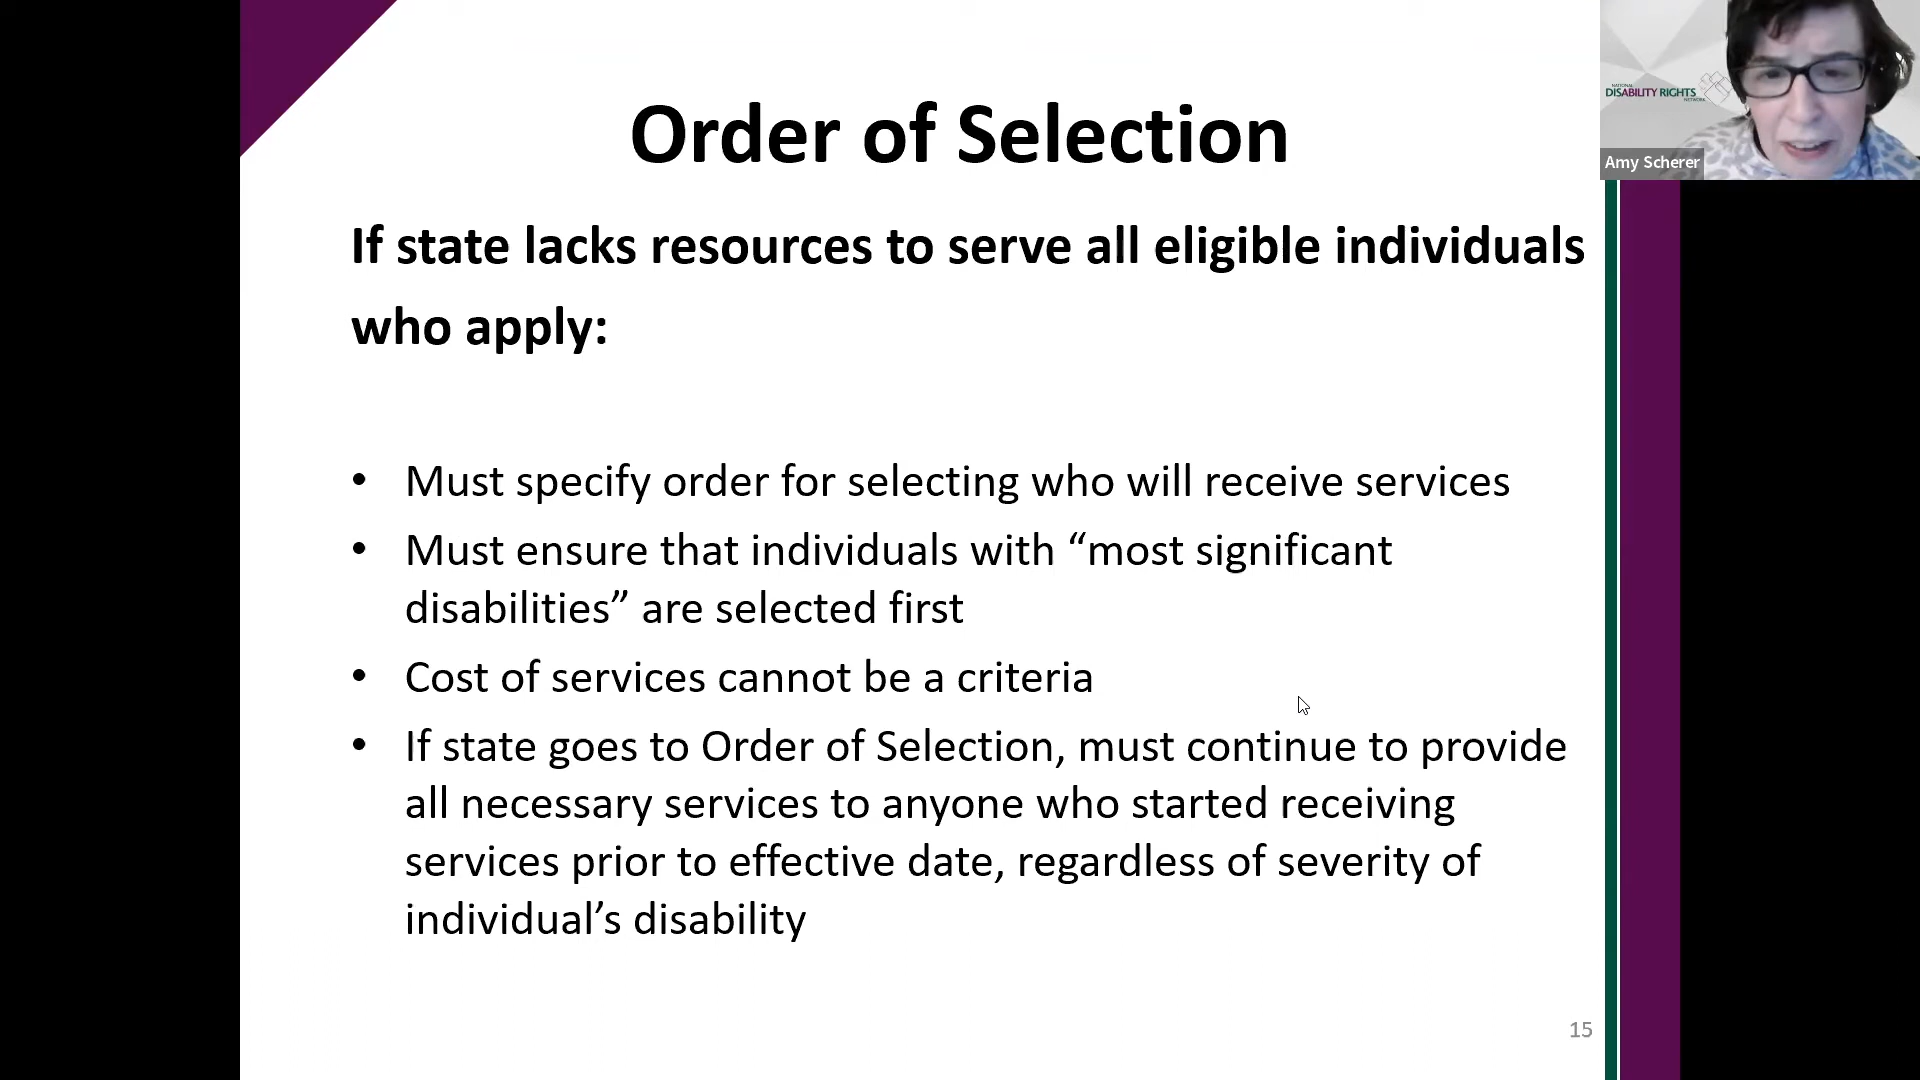 Order of Selection
If state lacks resources to serve all eligible individuals
who apply:
• Must specify order for selecting who will receive services
• Must ensure that individuals with “most significant
disabilities” are selected first
• Cost of services cannot be a criteria
• If state goes to Order of Selection, must continue to provide
all necessary services to anyone who started receiving
services prior to effective date, regardless of severity of
individual’s disability
15
NATIONAL
DISABILITY RIGHTS
NETWORK
Amy Scherer